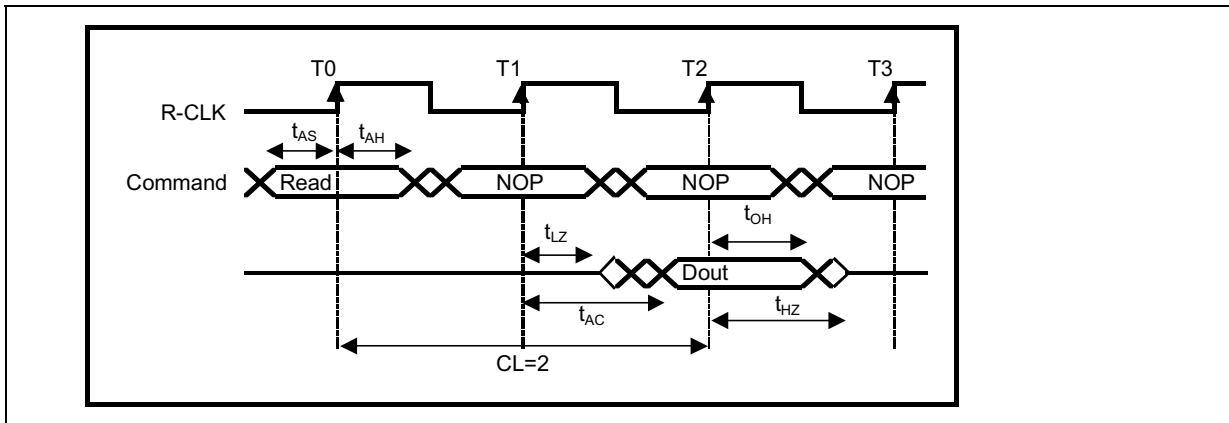 T0 T1 T2 T3
R-CLK
tAS tAH
Command Read NOP NOP NOP
tOH
tLZ
Dout
tAC tHZ
CL=2